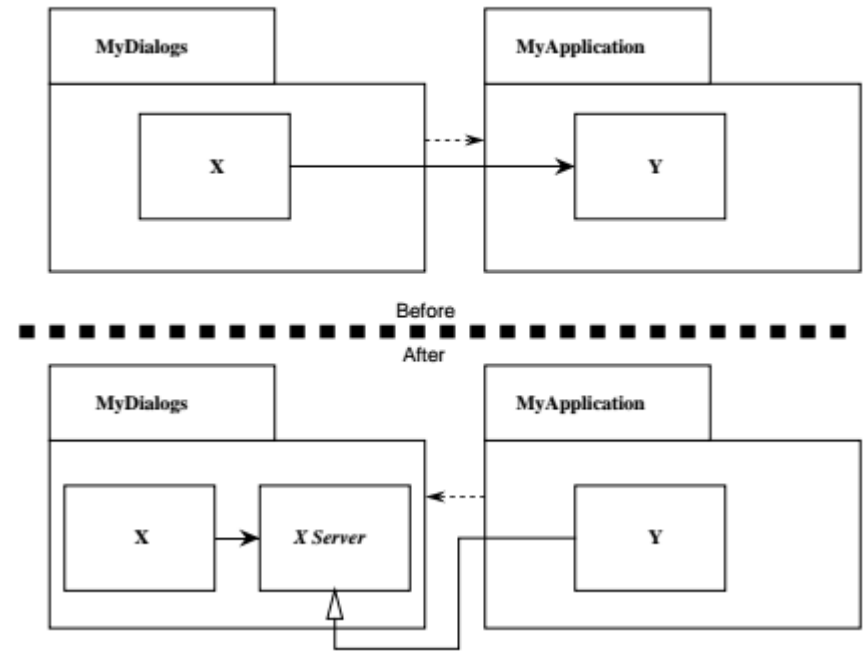 MyDialogs
MyApplication
X
Y
Before
After
MyDialogs
MyApplication
X
X Server
Y